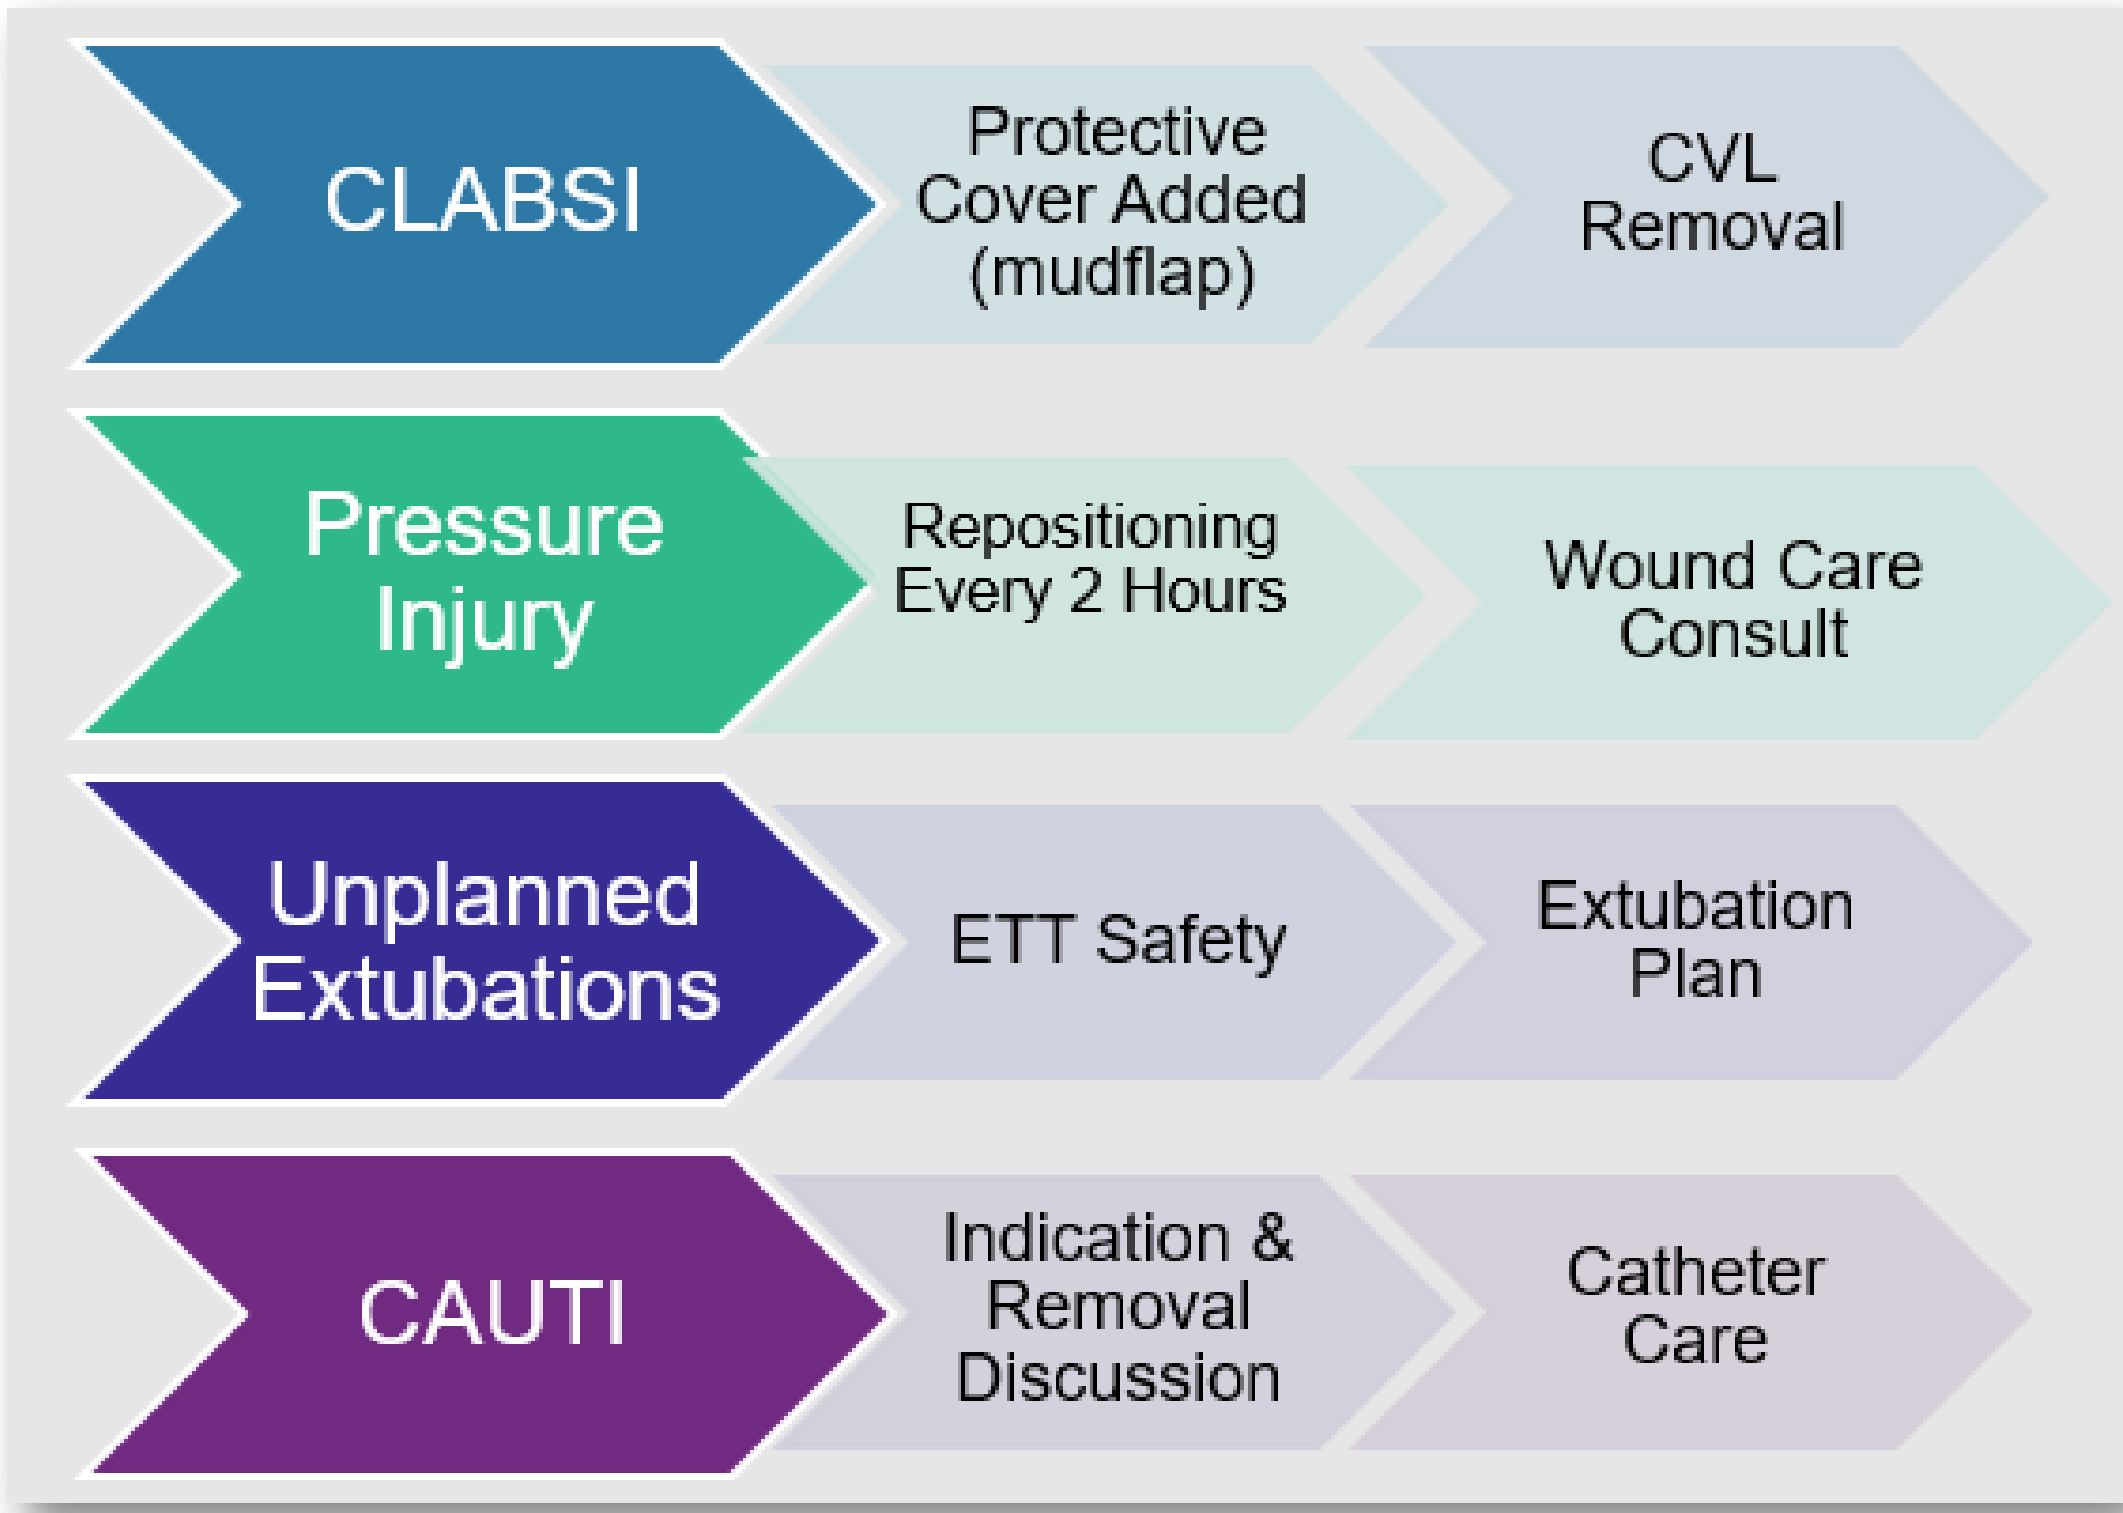 CLABSI
Protective
Cover Added
(mudflap)
CVL
Removal
Pressure
Injury
Repositioning
Every 2 Hours
Wound Care
Consult
Unplanned
Extubations
ETT Safety
Extubation
Plan
CAUTI
Indication &
Removal
Discussion
Catheter
Care